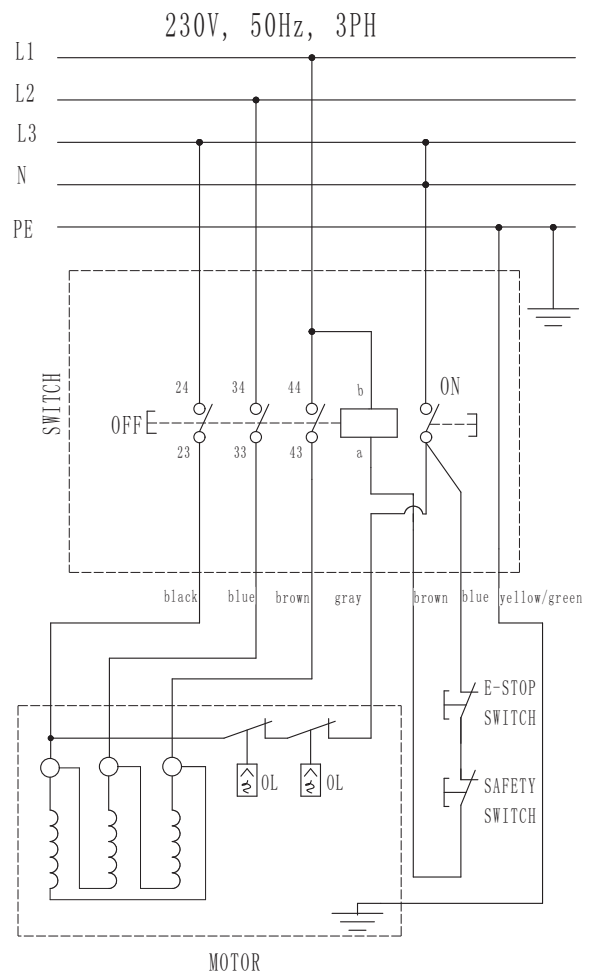 230V, 50Hz, 3PH
L1
L2
L3
N
PE
SWITCH
24
34
44
b
ON
OFF
23
33
43
a
black
blue
brown
gray
brown
blue
yellow/green
E-STOP
SWITCH
OL
OL
SAFETY
SWITCH
MOTOR